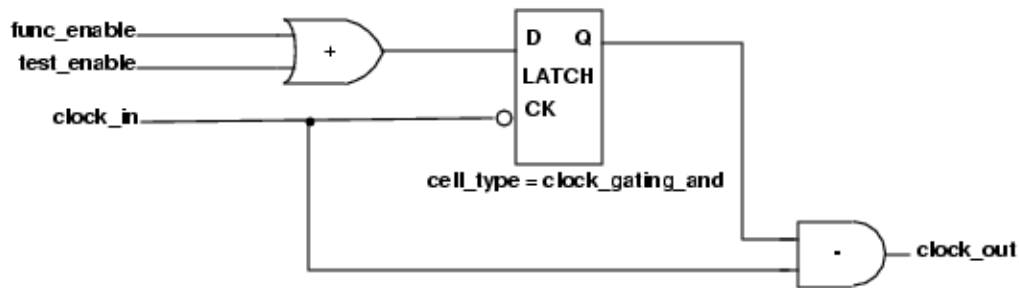 func_enable
test_enable
+
D Q
LATCH
CK
clock_in
cell_type = clock_gating_and
-
clock_out